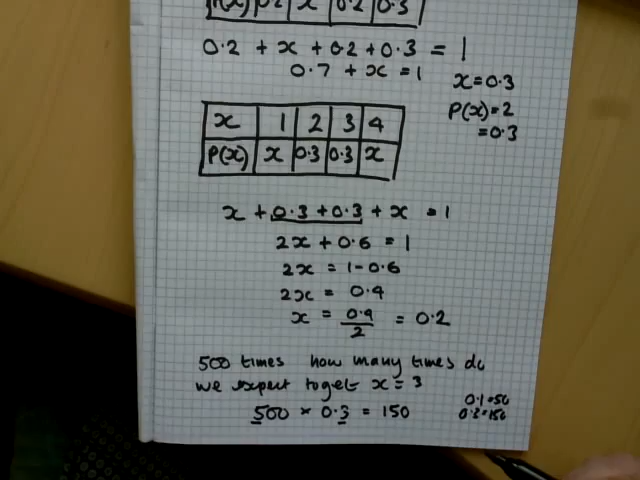 P(x) 0.2 x 0.2 0.3
0.2 + x + 0.2 + 0.3 = 1
0.7 + x = 1
x = 0.3
P(x) = 2
= 0.3
x 1 2 3 4
P(x) x 0.3 0.3 x
x + 0.3 + 0.3 + x = 1
2x + 0.6 = 1
2x = 1 - 0.6
2x = 0.4
x = 0.4/2 = 0.2
500 times how many times do
we expect to get x = 3
500 × 0.3 = 150
0.1 = 50
0.3 = 150